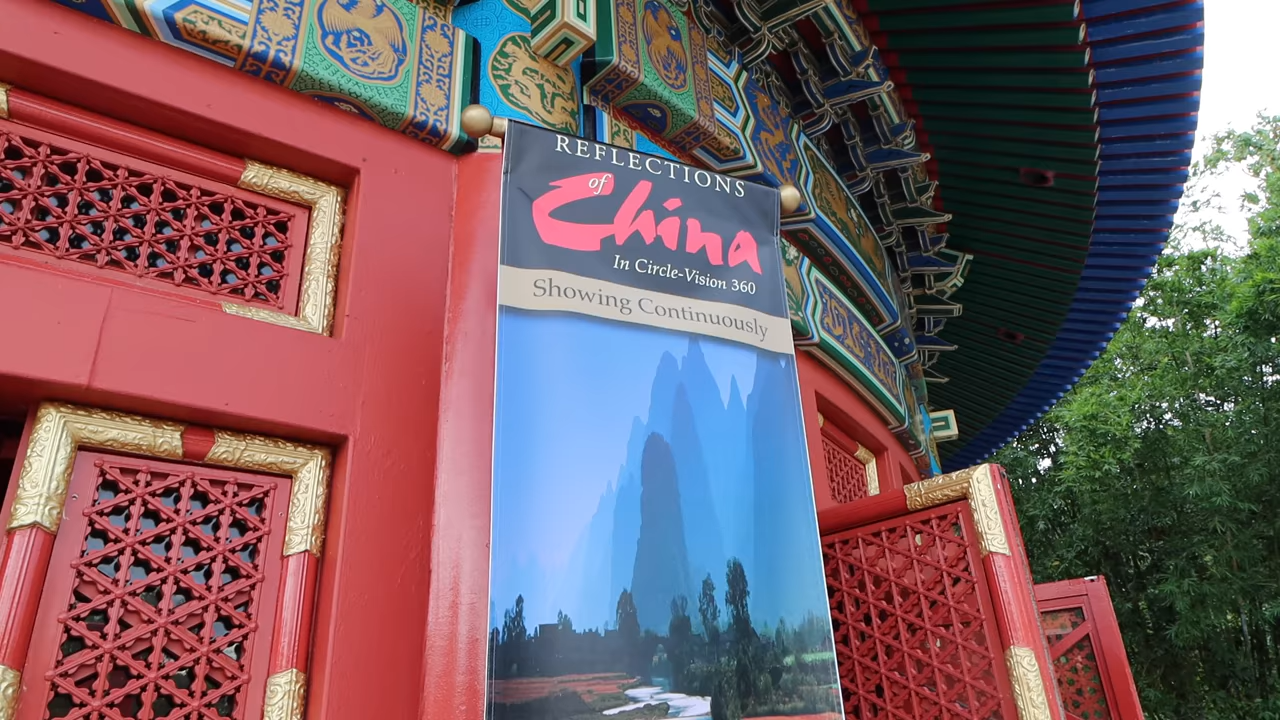 REFLECTIONS
of
China
In Circle-Vision 360
Showing Continuously